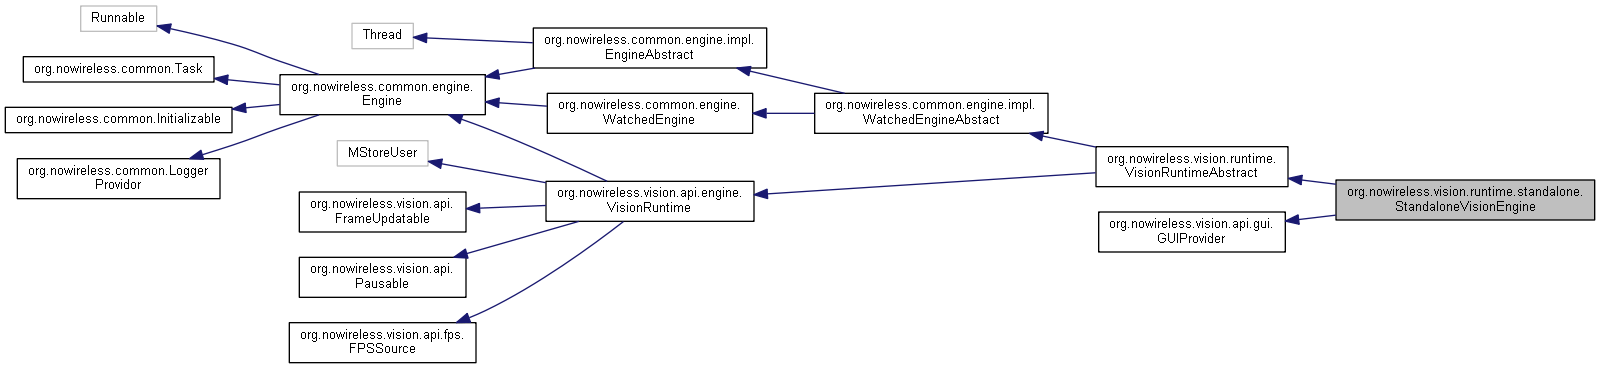 Runnable
org.nowireless.common.Task
org.nowireless.common.Initializable
org.nowireless.common.Logger
Providor
org.nowireless.common.engine.
Engine
Thread
MStoreUser
org.nowireless.vision.api.
FrameUpdatable
org.nowireless.vision.api.
Pausable
org.nowireless.vision.api.fps.
FPSSource
org.nowireless.common.engine.impl.
EngineAbstract
org.nowireless.common.engine.
WatchedEngine
org.nowireless.vision.api.engine.
VisionRuntime
org.nowireless.common.engine.impl.
WatchedEngineAbstact
org.nowireless.vision.runtime.
VisionRuntimeAbstract
org.nowireless.vision.api.gui.
GUIProvider
org.nowireless.vision.runtime.standalone.
StandaloneVisionEngine